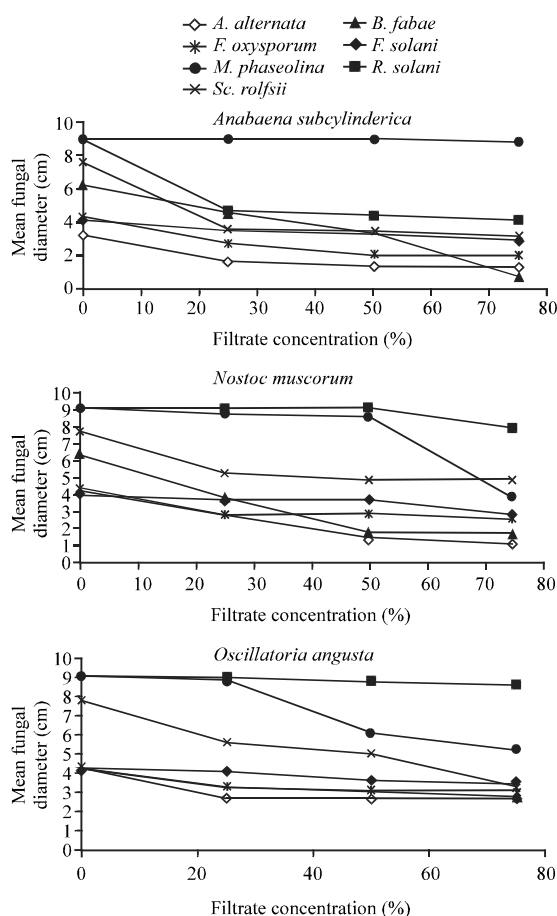 A. alternata B. fabae
F. oxysporum F. solani
M. phaseolina R. solani
Sc. rolfsii
Anabaena subcylinderica
Mean fungal
diameter (cm)
10
8
6
4
2
0
0 10 20 30 40 50 60 70 80
Filtrate concentration (%)
Nostoc muscorum
Mean fungal
diameter (cm)
10
9
8
7
6
5
4
3
2
1
0
0 10 20 30 40 50 60 70 80
Filtrate concentration (%)
Oscillatoria angusta
Mean fungal
diameter (cm)
10
9
8
7
6
5
4
3
2
1
0
0 20 40 60 80
Filtrate concentration (%)